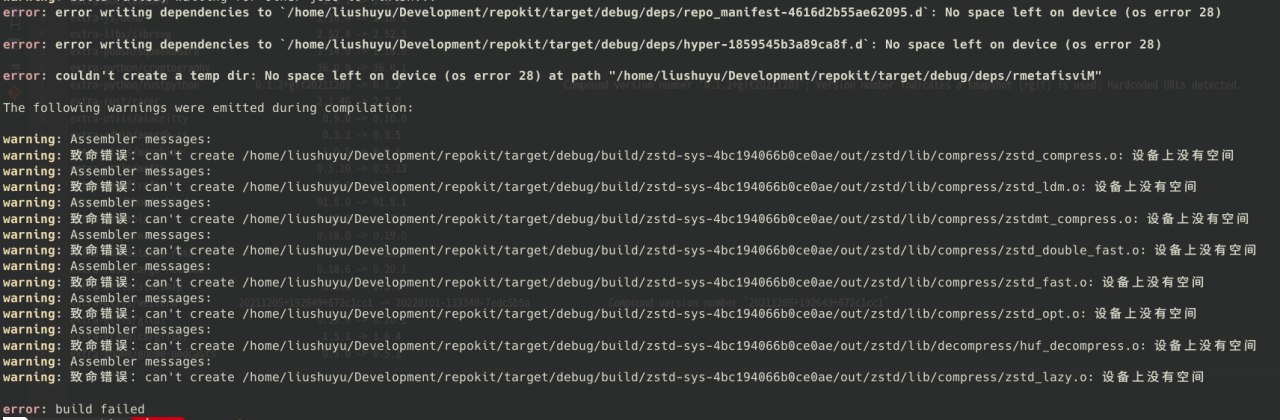 error: error writing dependencies to `/home/liushuyu/Development/repokit/target/debug/deps/repo_manifest-4616d2b55ae62095.d`: No space left on device (os error 28)
error: error writing dependencies to `/home/liushuyu/Development/repokit/target/debug/deps/hyper-1859545b3a89ca8f.d`: No space left on device (os error 28)
error: couldn't create a temp dir: No space left on device (os error 28) at path "/home/liushuyu/Development/repokit/target/debug/deps/rmetafisviM"
The following warnings were emitted during compilation:
warning: Assembler messages:
warning: 致命错误: can't create /home/liushuyu/Development/repokit/target/debug/build/zstd-sys-4bc194066b0ce0ae/out/zstd/lib/compress/zstd_compress.o: 设备上没有空间
warning: Assembler messages:
warning: 致命错误: can't create /home/liushuyu/Development/repokit/target/debug/build/zstd-sys-4bc194066b0ce0ae/out/zstd/lib/compress/zstd_ldm.o: 设备上没有空间
warning: Assembler messages:
warning: 致命错误: can't create /home/liushuyu/Development/repokit/target/debug/build/zstd-sys-4bc194066b0ce0ae/out/zstd/lib/compress/zstdmt_compress.o: 设备上没有空间
warning: Assembler messages:
warning: 致命错误: can't create /home/liushuyu/Development/repokit/target/debug/build/zstd-sys-4bc194066b0ce0ae/out/zstd/lib/compress/zstd_double_fast.o: 设备上没有空间
warning: Assembler messages:
warning: 致命错误: can't create /home/liushuyu/Development/repokit/target/debug/build/zstd-sys-4bc194066b0ce0ae/out/zstd/lib/compress/zstd_fast.o: 设备上没有空间
warning: Assembler messages:
warning: 致命错误: can't create /home/liushuyu/Development/repokit/target/debug/build/zstd-sys-4bc194066b0ce0ae/out/zstd/lib/compress/zstd_opt.o: 设备上没有空间
warning: Assembler messages:
warning: 致命错误: can't create /home/liushuyu/Development/repokit/target/debug/build/zstd-sys-4bc194066b0ce0ae/out/zstd/lib/decompress/huf_decompress.o: 设备上没有空间
warning: Assembler messages:
warning: 致命错误: can't create /home/liushuyu/Development/repokit/target/debug/build/zstd-sys-4bc194066b0ce0ae/out/zstd/lib/compress/zstd_lazy.o: 设备上没有空间
error: build failed